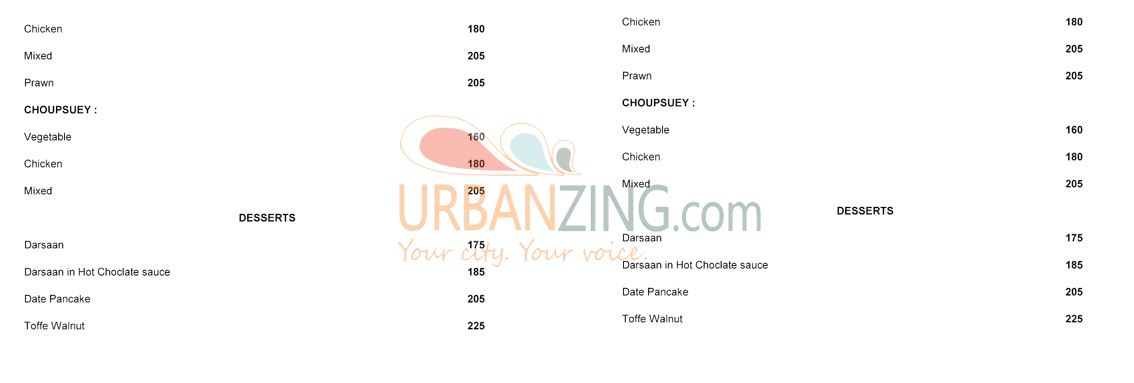 Chicken 180
Mixed 205
Prawn 205
CHOUPSUEY :
Vegetable 160
Chicken 180
Mixed 205
DESSERTS
Darsaan 175
Darsaan in Hot Choclate sauce 185
Date Pancake 205
Toffe Walnut 225
Chicken 180
Mixed 205
Prawn 205
CHOUPSUEY :
Vegetable 160
Chicken 180
Mixed 205
DESSERTS
Darsaan 175
Darsaan in Hot Choclate sauce 185
Date Pancake 205
Toffe Walnut 225
URBANZING.com
Your city. Your voice.